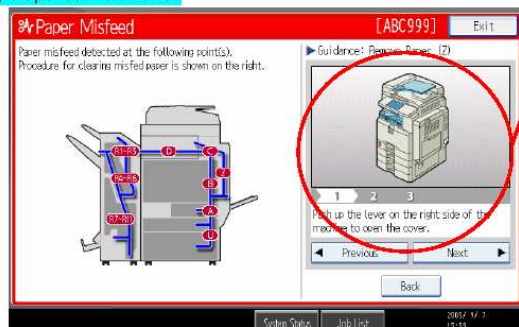 Paper Misfeed
[ABC999]
Exit
Paper misfeed detected at the following point(s).
Procedure for clearing misfed paper is shown on the right.
R1-R3
D
C
Z
R4-R6
B
R7-R11
A
U
Guidance: Remove Paper (Z)
1 2 3
Push up the lever on the right side of the
machine to open the cover.
Previous
Next
Back
System Status
Job List